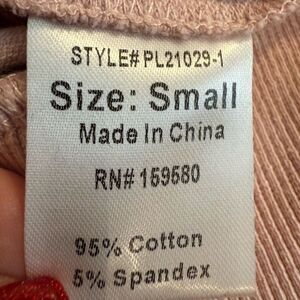 STYLE# PL21029-1
Size: Small
Made In China
RN# 159580
95% Cotton
5% Spandex